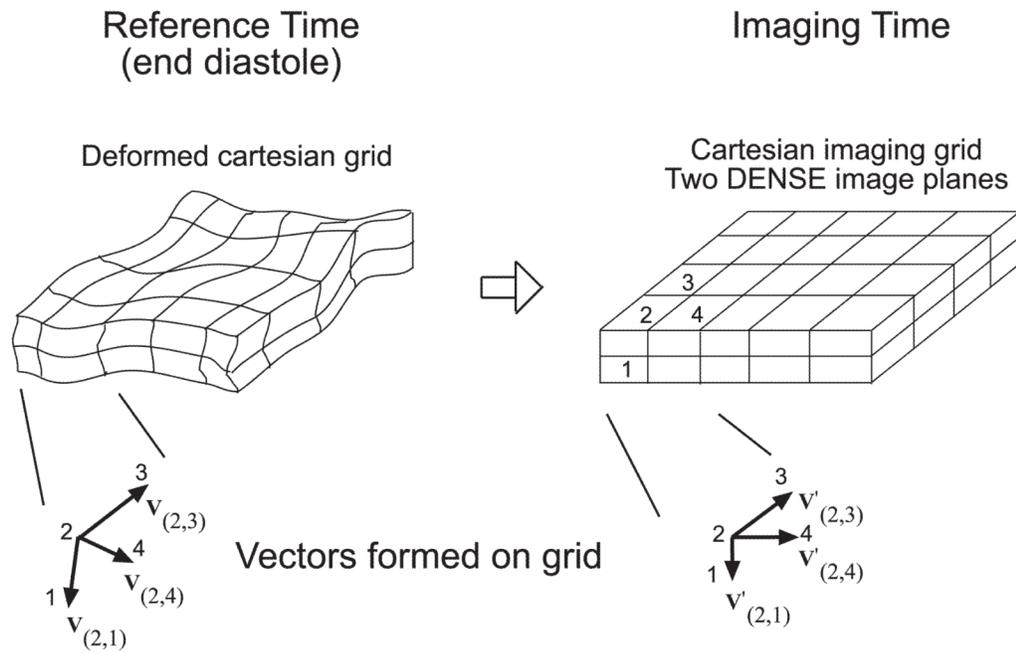 Reference Time
(end diastole)
Imaging Time
Deformed cartesian grid
Cartesian imaging grid
Two DENSE image planes
3
2 4
1
3
v(2,3)
2
4
v(2,4)
1
v(2,1)
Vectors formed on grid
3
v'(2,3)
2 4
v'(2,4)
1
v'(2,1)